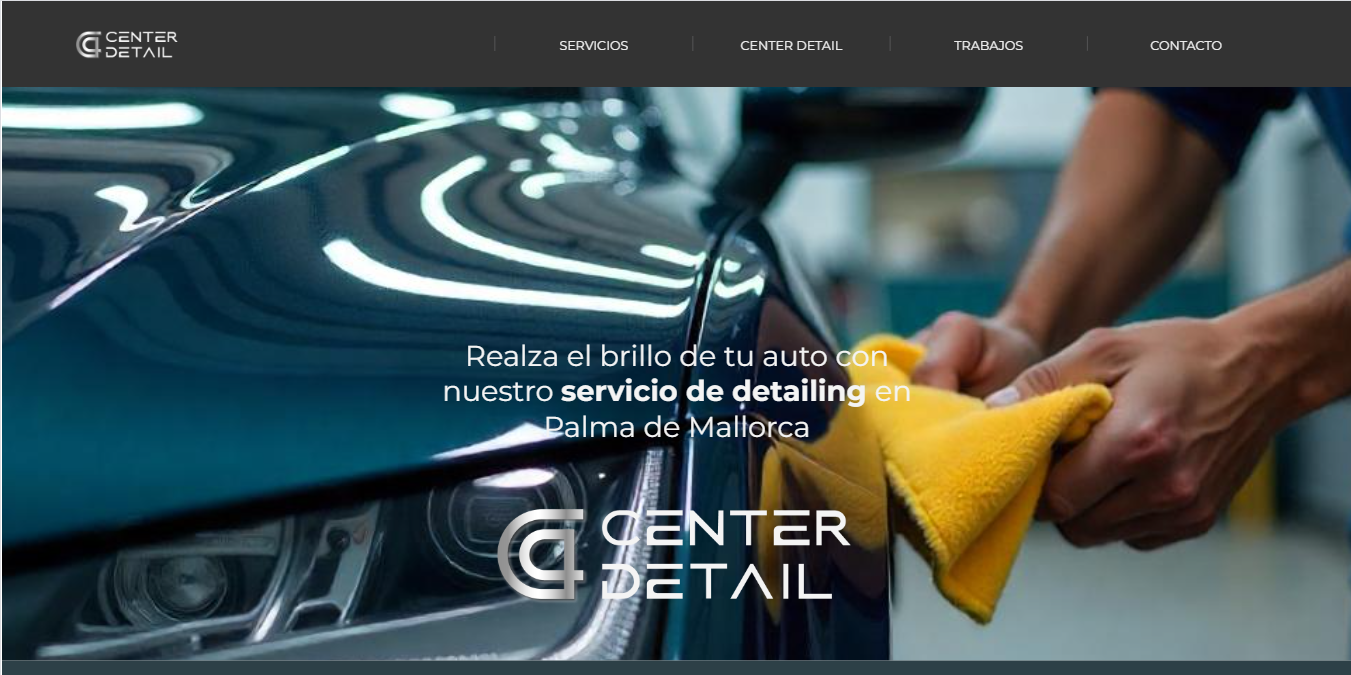 CENTER
DETAIL
SERVICIOS
CENTER DETAIL
TRABAJOS
CONTACTO
Realza el brillo de tu auto con
nuestro servicio de detailing en
Palma de Mallorca
CENTER
DETAIL